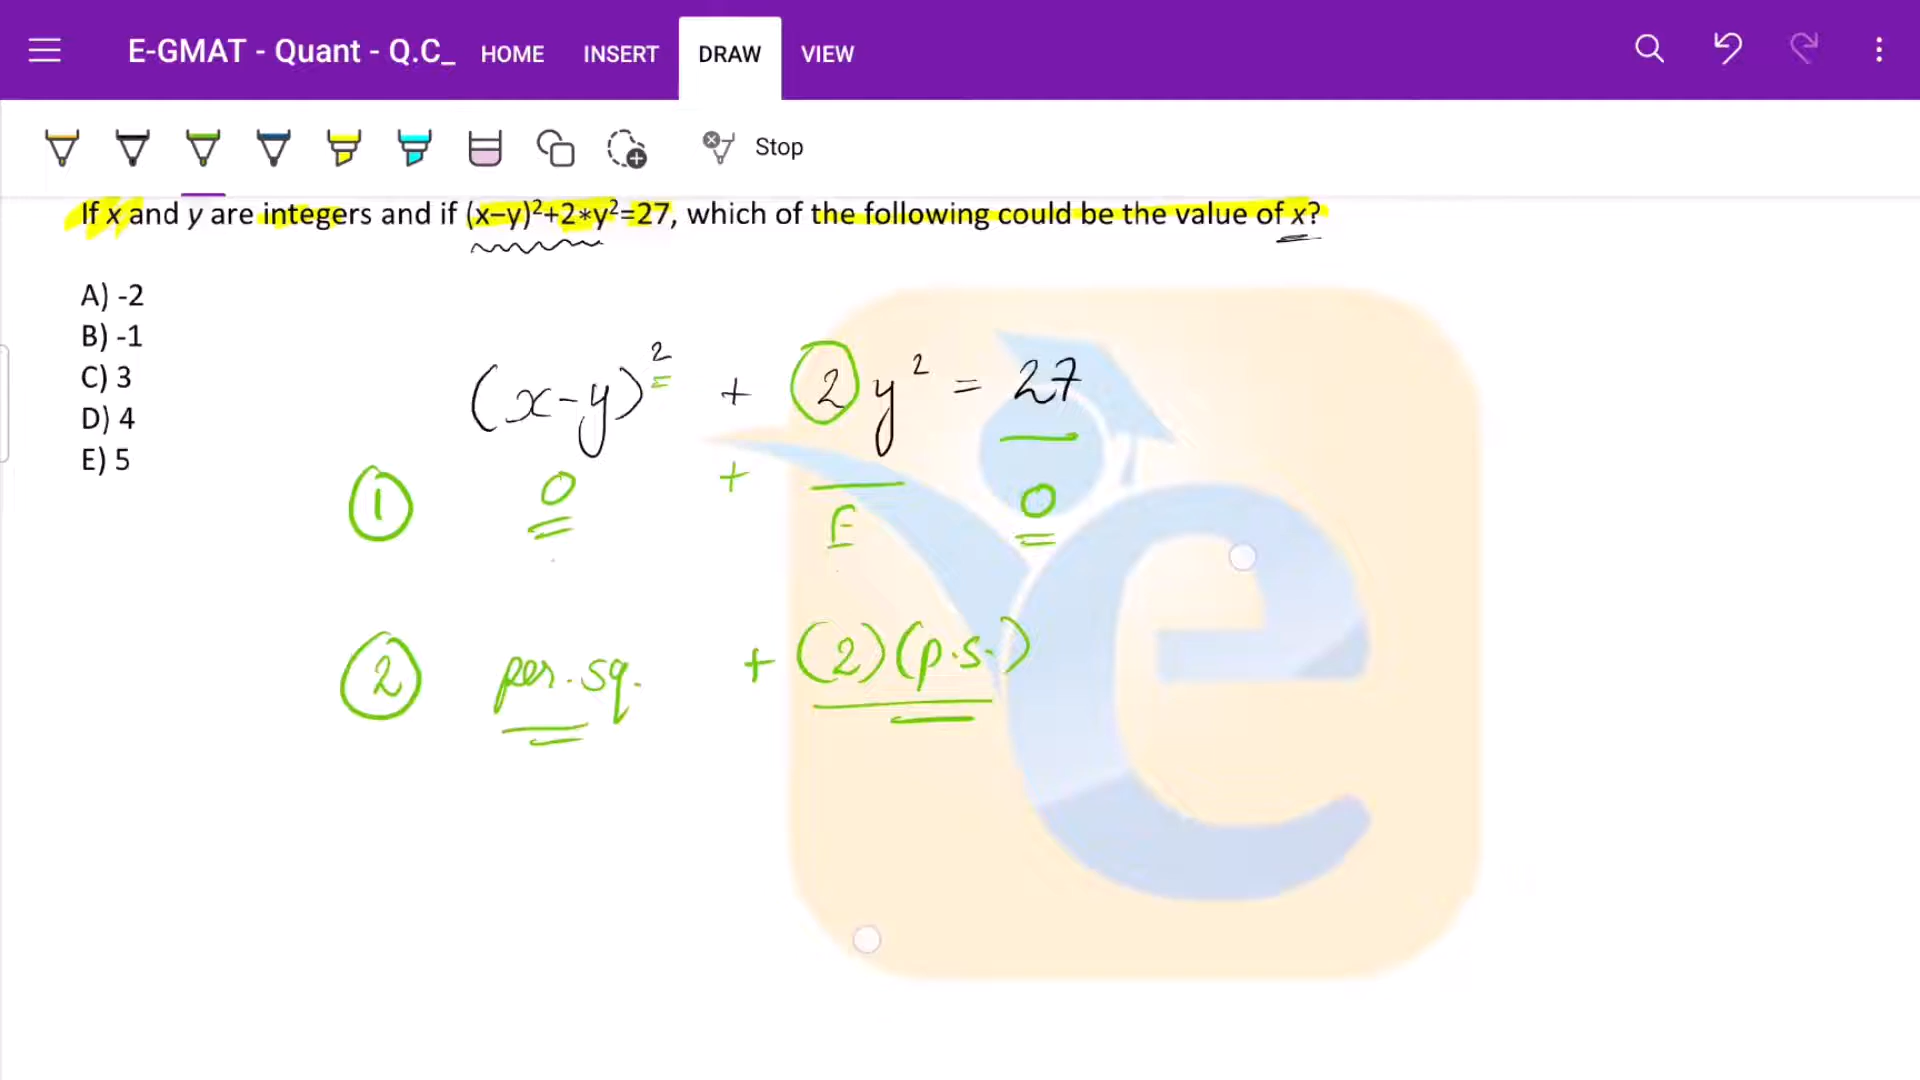 E-GMAT - Quant - Q.C_ HOME INSERT DRAW VIEW
Stop
If x and y are integers and if (x–y)²+2*y²=27, which of the following could be the value of x?
A) -2
B) -1
C) 3
D) 4
E) 5
(x-y)² + 2y² = 27
1 O + E O
2 per.sq. + (2)(p.s.)
e